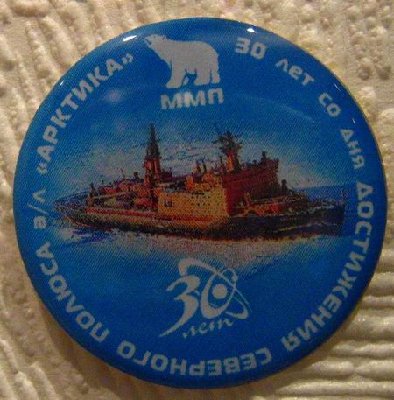 30 лет со дня достижения Северного полюса а/л «АРКТИКА»
ММП
30
лет